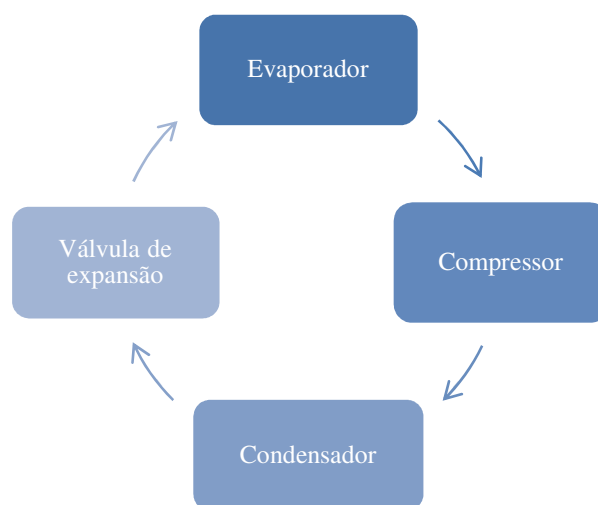 Evaporador
Compressor
Condensador
Válvula de
expansão